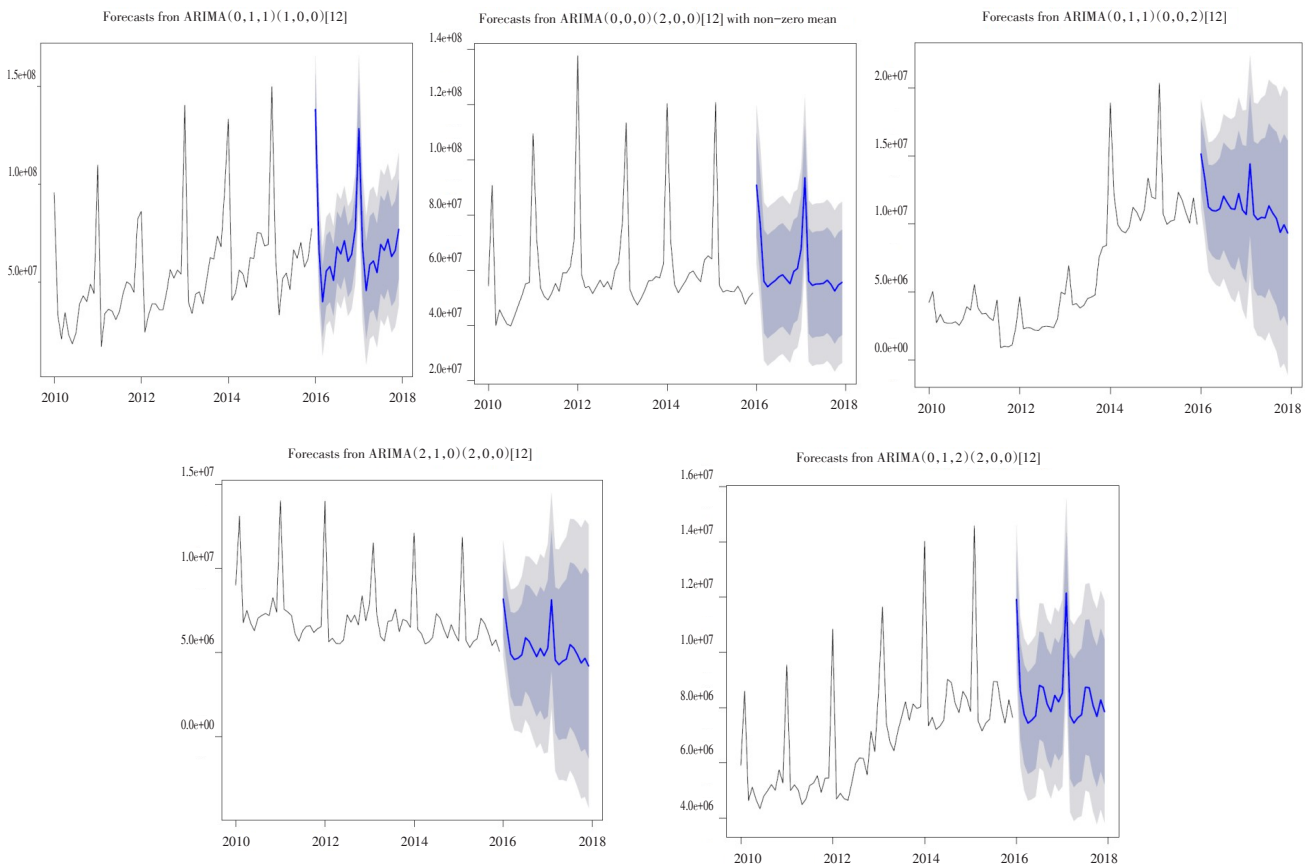 Forecasts fron ARIMA(0,1,1)(1,0,0)[12]
1.5e+08
1.0e+08
5.0e+07
2010 2012 2014 2016 2018
Forecasts fron ARIMA(0,0,0)(2,0,0)[12] with non-zero mean
1.4e+08
1.2e+08
1.0e+08
8.0e+07
6.0e+07
4.0e+07
2.0e+07
2010 2012 2014 2016 2018
Forecasts fron ARIMA(0,1,1)(0,0,2)[12]
2.0e+07
1.5e+07
1.0e+07
5.0e+06
0.0e+00
2010 2012 2014 2016 2018
Forecasts fron ARIMA(2,1,0)(2,0,0)[12]
1.5e+07
1.0e+07
5.0e+06
0.0e+00
2010 2012 2014 2016 2018
Forecasts fron ARIMA(0,1,2)(2,0,0)[12]
1.6e+07
1.4e+07
1.2e+07
10e+07
8.0e+06
6.0e+06
4.0e+06
2010 2012 2014 2016 2018